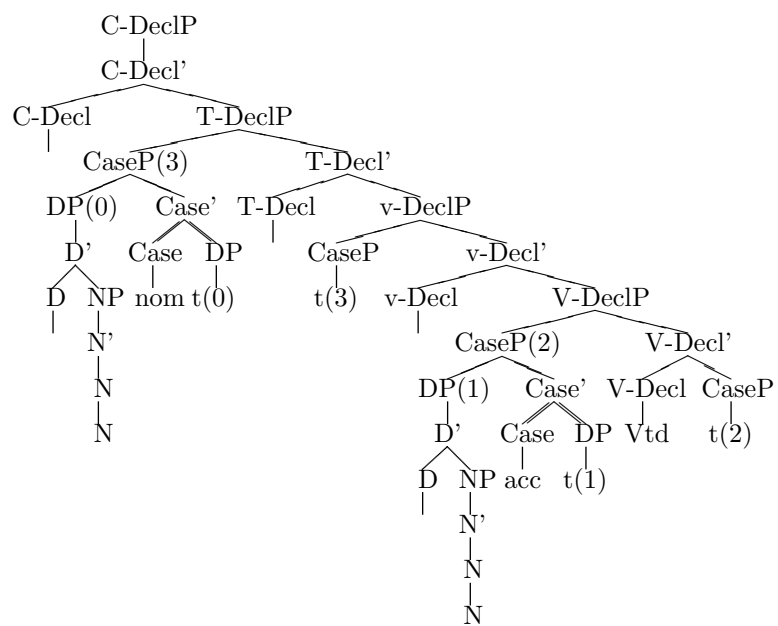 C-DeclP
C-Decl'
C-Decl T-DeclP
CaseP(3) T-Decl'
DP(0) Case' T-Decl v-DeclP
D' Case DP CaseP v-Decl'
D NP nom t(0) t(3) v-Decl V-DeclP
N' CaseP(2) V-Decl'
N DP(1) Case' V-Decl CaseP
N D' Case DP Vtd t(2)
D NP acc t(1)
N'
N
N